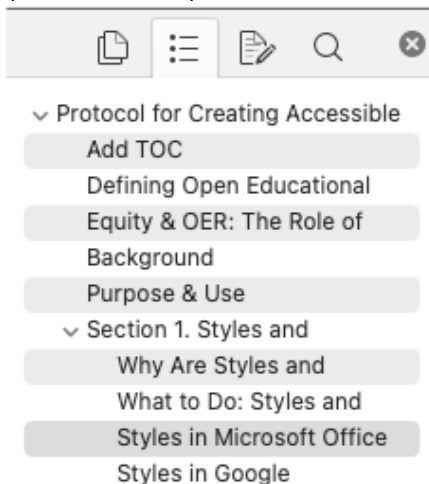 Protocol for Creating Accessible
Add TOC
Defining Open Educational
Equity & OER: The Role of
Background
Purpose & Use
Section 1. Styles and
Why Are Styles and
What to Do: Styles and
Styles in Microsoft Office
Styles in Google